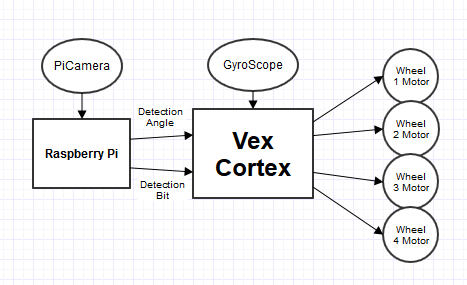 PiCamera
GyroScope
Raspberry Pi
Detection
Angle
Detection
Bit
Vex
Cortex
Wheel
1 Motor
Wheel
2 Motor
Wheel
3 Motor
Wheel
4 Motor